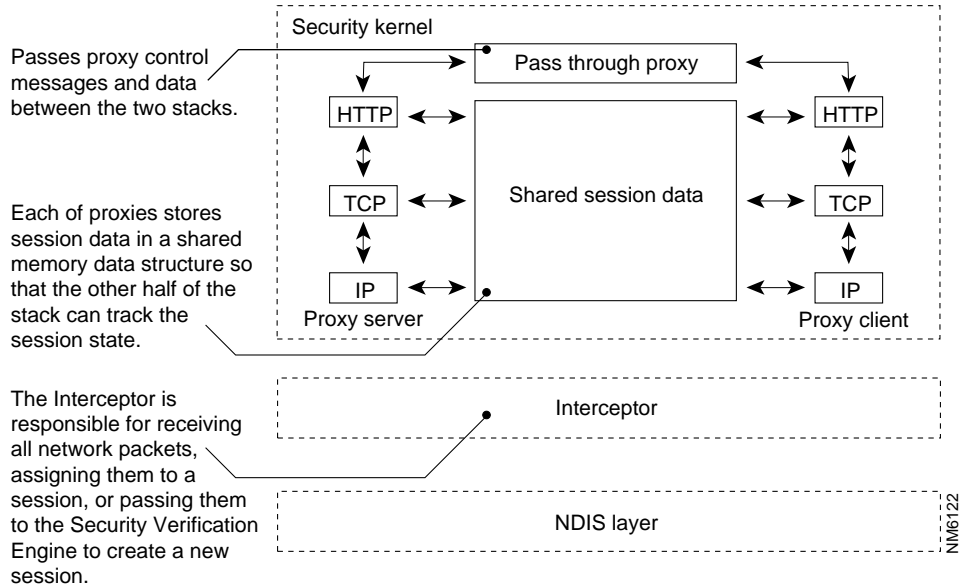 Security kernel
Passes proxy control
messages and data
between the two stacks.
Pass through proxy
HTTP
HTTP
Each of proxies stores
session data in a shared
memory data structure so
that the other half of the
stack can track the
session state.
Shared session data
TCP
TCP
IP
IP
Proxy server
Proxy client
The Interceptor is
responsible for receiving
all network packets,
assigning them to a
session, or passing them
to the Security Verification
Engine to create a new
session.
Interceptor
NDIS layer
NM6122